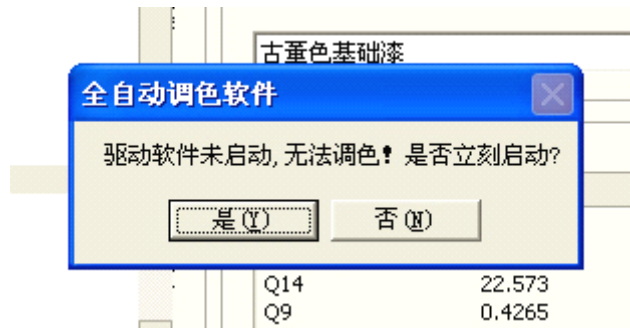 古董色基础漆
全自动调色软件
驱动软件未启动,无法调色! 是否立刻启动?
是(Y) 否(N)
Q14 22.573
Q9 0.4265